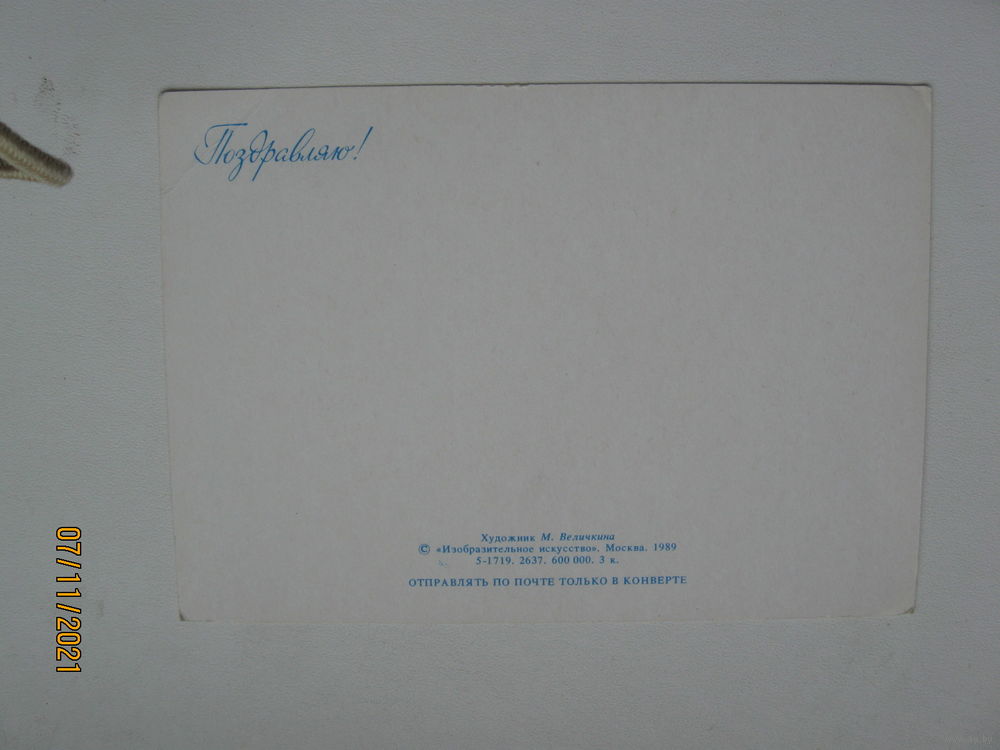 Поздравляю!
Художник М. Величкина
© «Изобразительное искусство». Москва. 1989
5-1719. 2637. 600 000. 3 к.
ОТПРАВЛЯТЬ ПО ПОЧТЕ ТОЛЬКО В КОНВЕРТЕ
07/11/2021